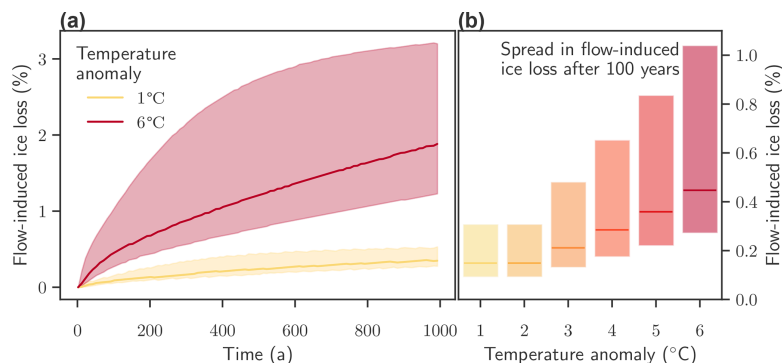 (a)
(b)
Temperature
anomaly
1°C
6°C
Flow-induced ice loss (%)
3
2
1
0
0
200
400
600
800
1000
Time (a)
Spread in flow-induced
ice loss after 100 years
1.0
0.8
0.6
0.4
0.2
0.0
Flow-induced ice loss (%)
1
2
3
4
5
6
Temperature anomaly (°C)